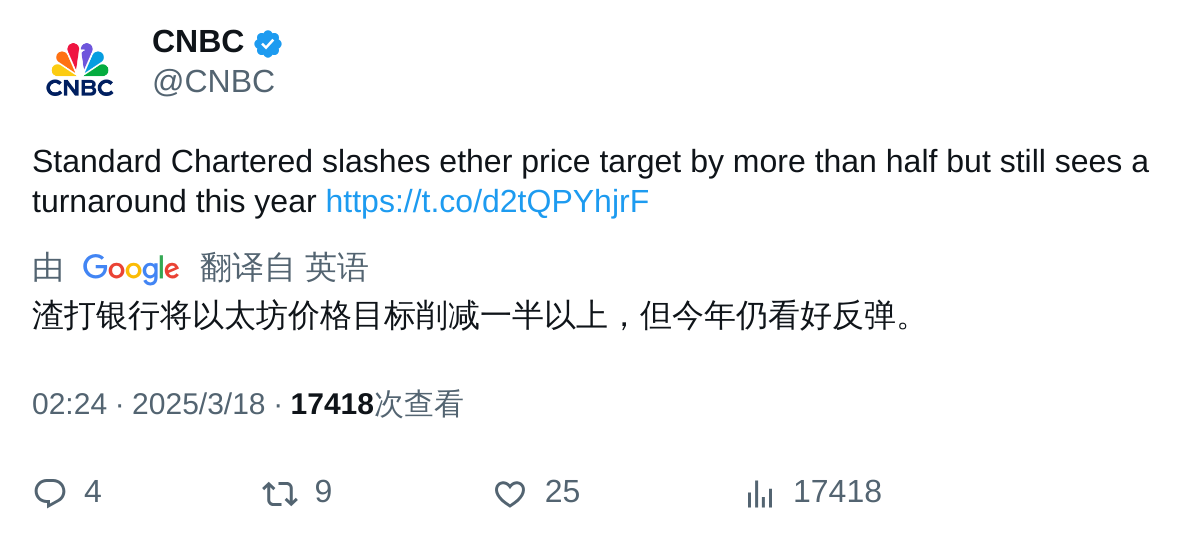 CNBC
CNBC
@CNBC
Standard Chartered slashes ether price target by more than half but still sees a
turnaround this year https://t.co/d2tQPYhjrF
由 Google 翻译自 英语
渣打银行将以太坊价格目标削减一半以上，但今年仍看好反弹。
02:24 · 2025/3/18 · 17418次查看
4 9 25 17418